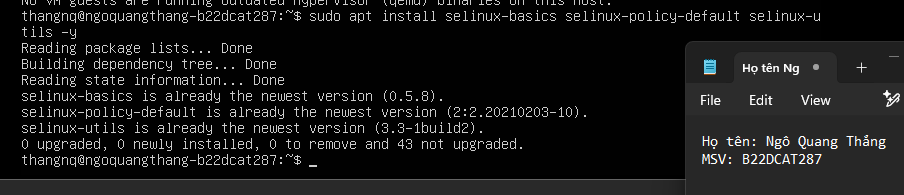 No VM guests are running outdated hypervisor (qemu) binaries on this host.
thangnq@ngoquangthang-b22dcat287:~$ sudo apt install selinux-basics selinux-policy-default selinux-u
tils -y
Reading package lists... Done
Building dependency tree... Done
Reading state information... Done
selinux-basics is already the newest version (0.5.8).
selinux-policy-default is already the newest version (2:2.20210203-10).
selinux-utils is already the newest version (3.3-1build2).
0 upgraded, 0 newly installed, 0 to remove and 43 not upgraded.
thangnq@ngoquangthang-b22dcat287:~$ _
Họ tên Ng
File Edit View
Họ tên: Ngô Quang Thắng
MSV: B22DCAT287